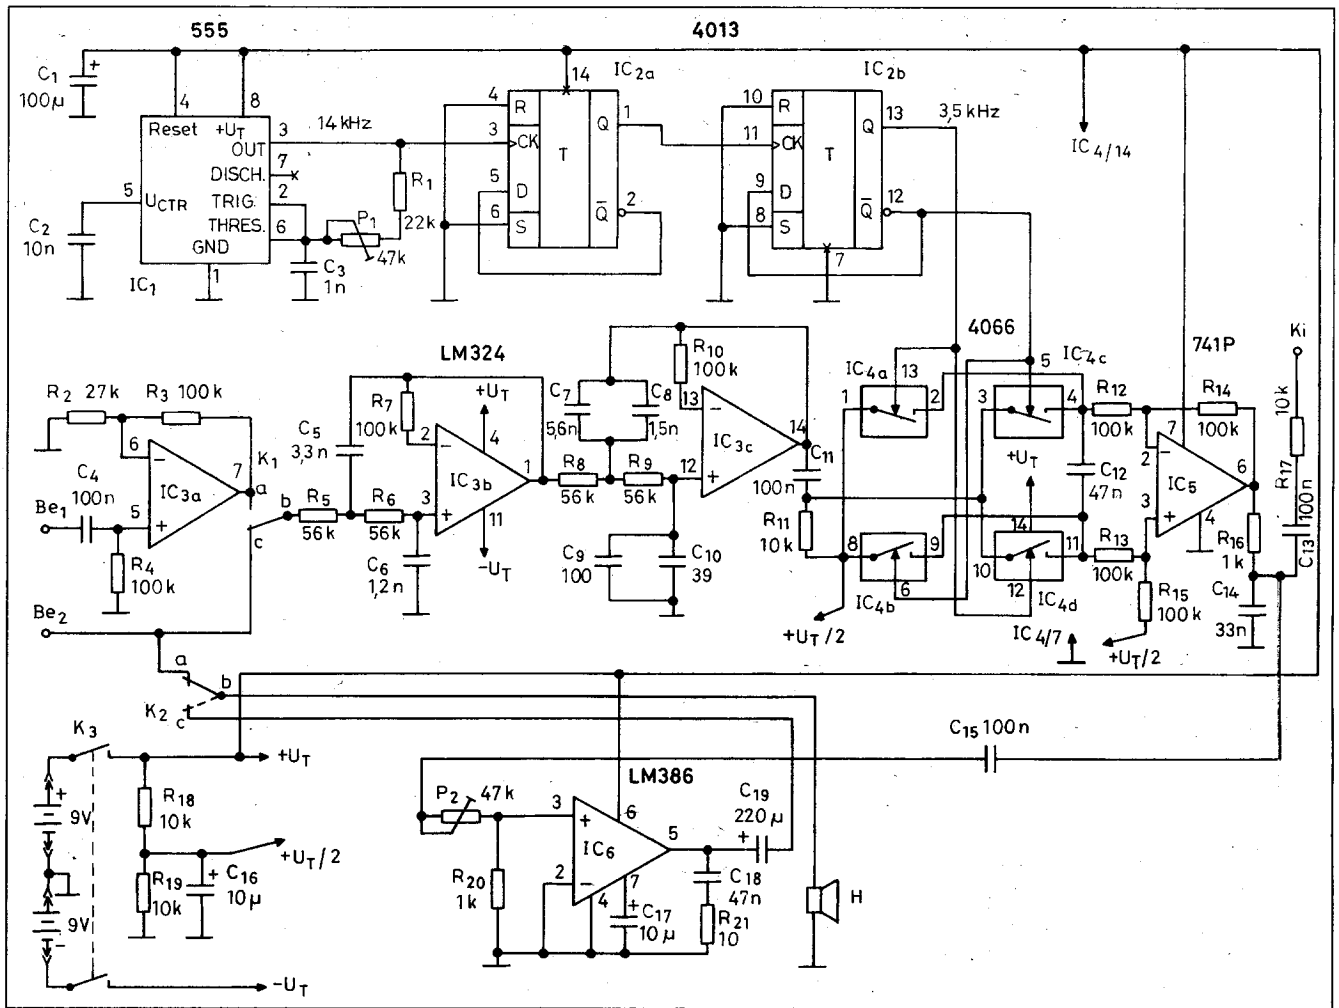 555
4013
C1
100µ
+
4
8
Reset
+UT
3
14 kHz
OUT
7
DISCH.
5
UCTR
2
TRIG.
6
THRES.
GND
1
IC1
C2
10n
R1
22k
P1
47k
C3
1n
14
IC2a
4
R
3
CK
T
5
D
6
S
Q
1
Q
2
IC2b
10
R
11
CK
T
9
D
8
S
Q
13
3,5 kHz
Q
12
7
IC4/14
LM324
4066
741P
Ki
R2 27k
R3 100k
6
−
7
K1
a
IC3a
5
+
C4
100n
Be1
R4
100k
b
c
Be2
C5
3,3n
R5
56k
R6
56k
R7
100k
+UT
4
2
−
IC3b
3
+
1
11
−UT
C6
1,2n
C7
5,6n
C8
1,5n
R8
56k
R9
56k
R10
100k
13
−
IC3c
14
12
+
C9
100
C10
39
C11
100n
R11
10k
+UT/2
IC4a
13
1
2
IC4c
5
3
4
8
9
6
IC4b
+UT
14
10
11
12
IC4d
IC4/7
R12
100k
C12
47n
R13
100k
R14
100k
7
2
−
IC5
6
3
+
4
R15
100k
+UT/2
R16
1k
C14
33n
10k
R17
100n
C13
a
b
K2
c
K3
+UT
+
9V
R18
10k
+UT/2
R19
10k
+
C16
10µ
9V
−
−UT
C15 100n
LM386
P2
47k
3
+
6
IC6
5
2
−
4
7
R20
1k
+
C17
10µ
C19
220µ
+
C18
47n
R21
10
H